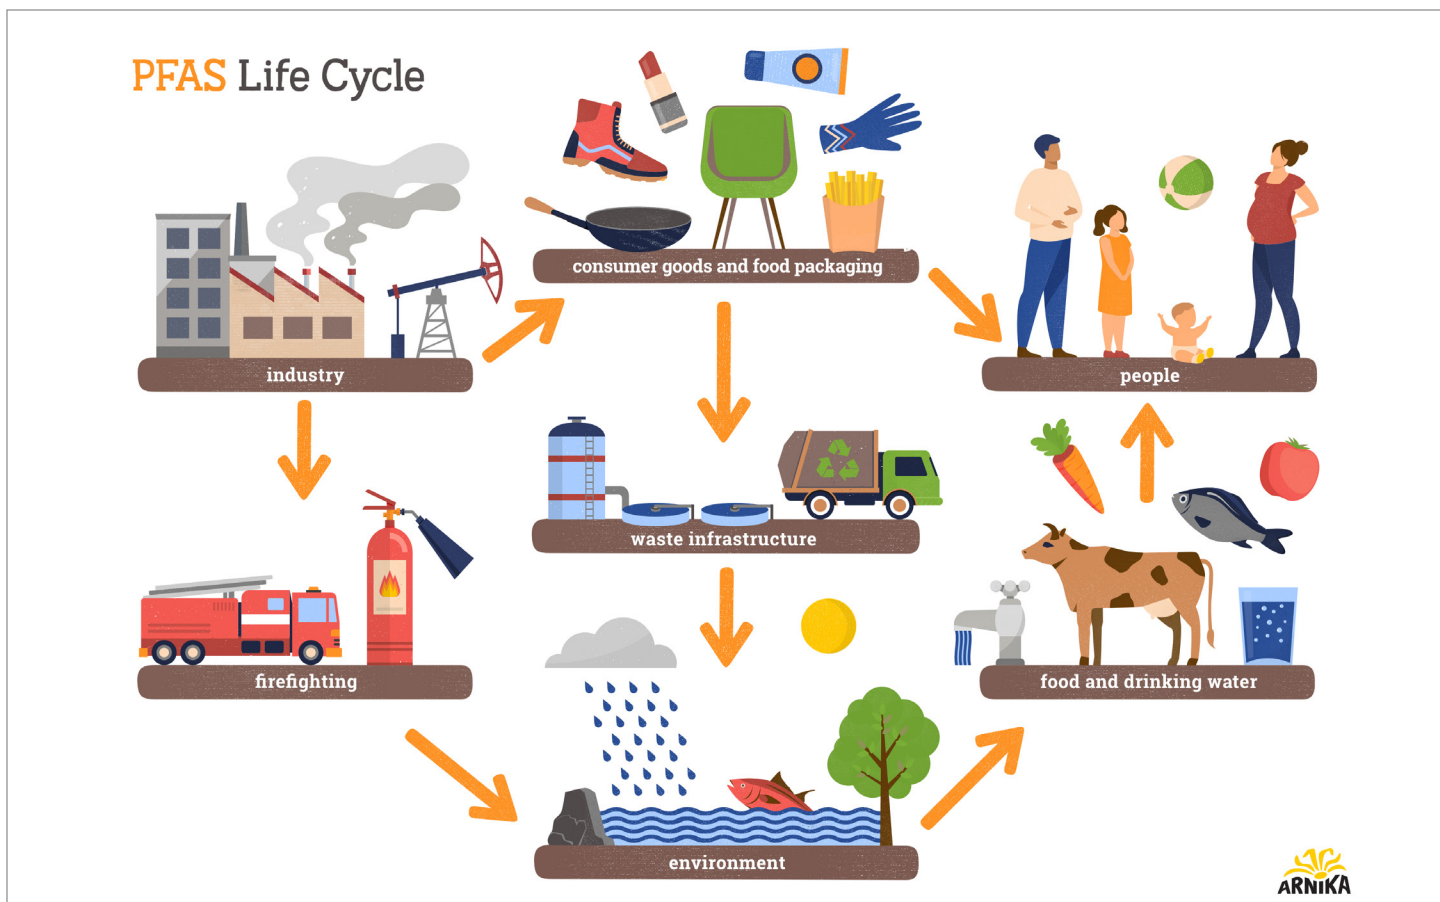 PFAS Life Cycle
consumer goods and food packaging
industry
people
waste infrastructure
firefighting
food and drinking water
environment
ARNIKA